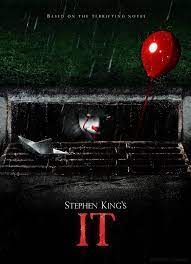 BASED ON THE TERRIFYING NOVEL
STEPHEN KING'S
IT